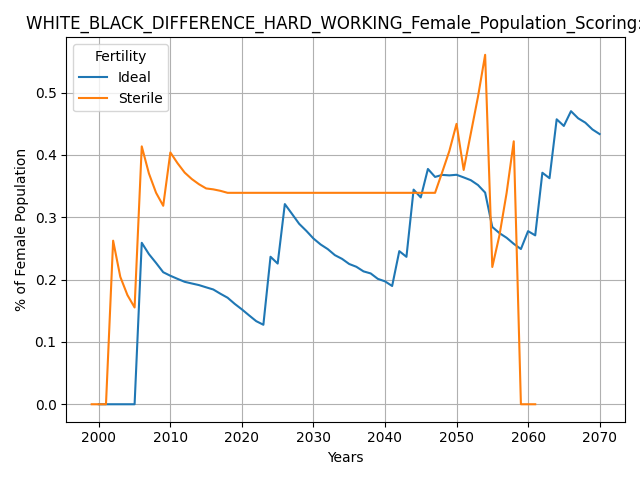 WHITE_BLACK_DIFFERENCE_HARD_WORKING_Female_Population_Scoring:
Fertility
Ideal
Sterile
% of Female Population
0.5
0.4
0.3
0.2
0.1
0.0
2000 2010 2020 2030 2040 2050 2060 2070
Years